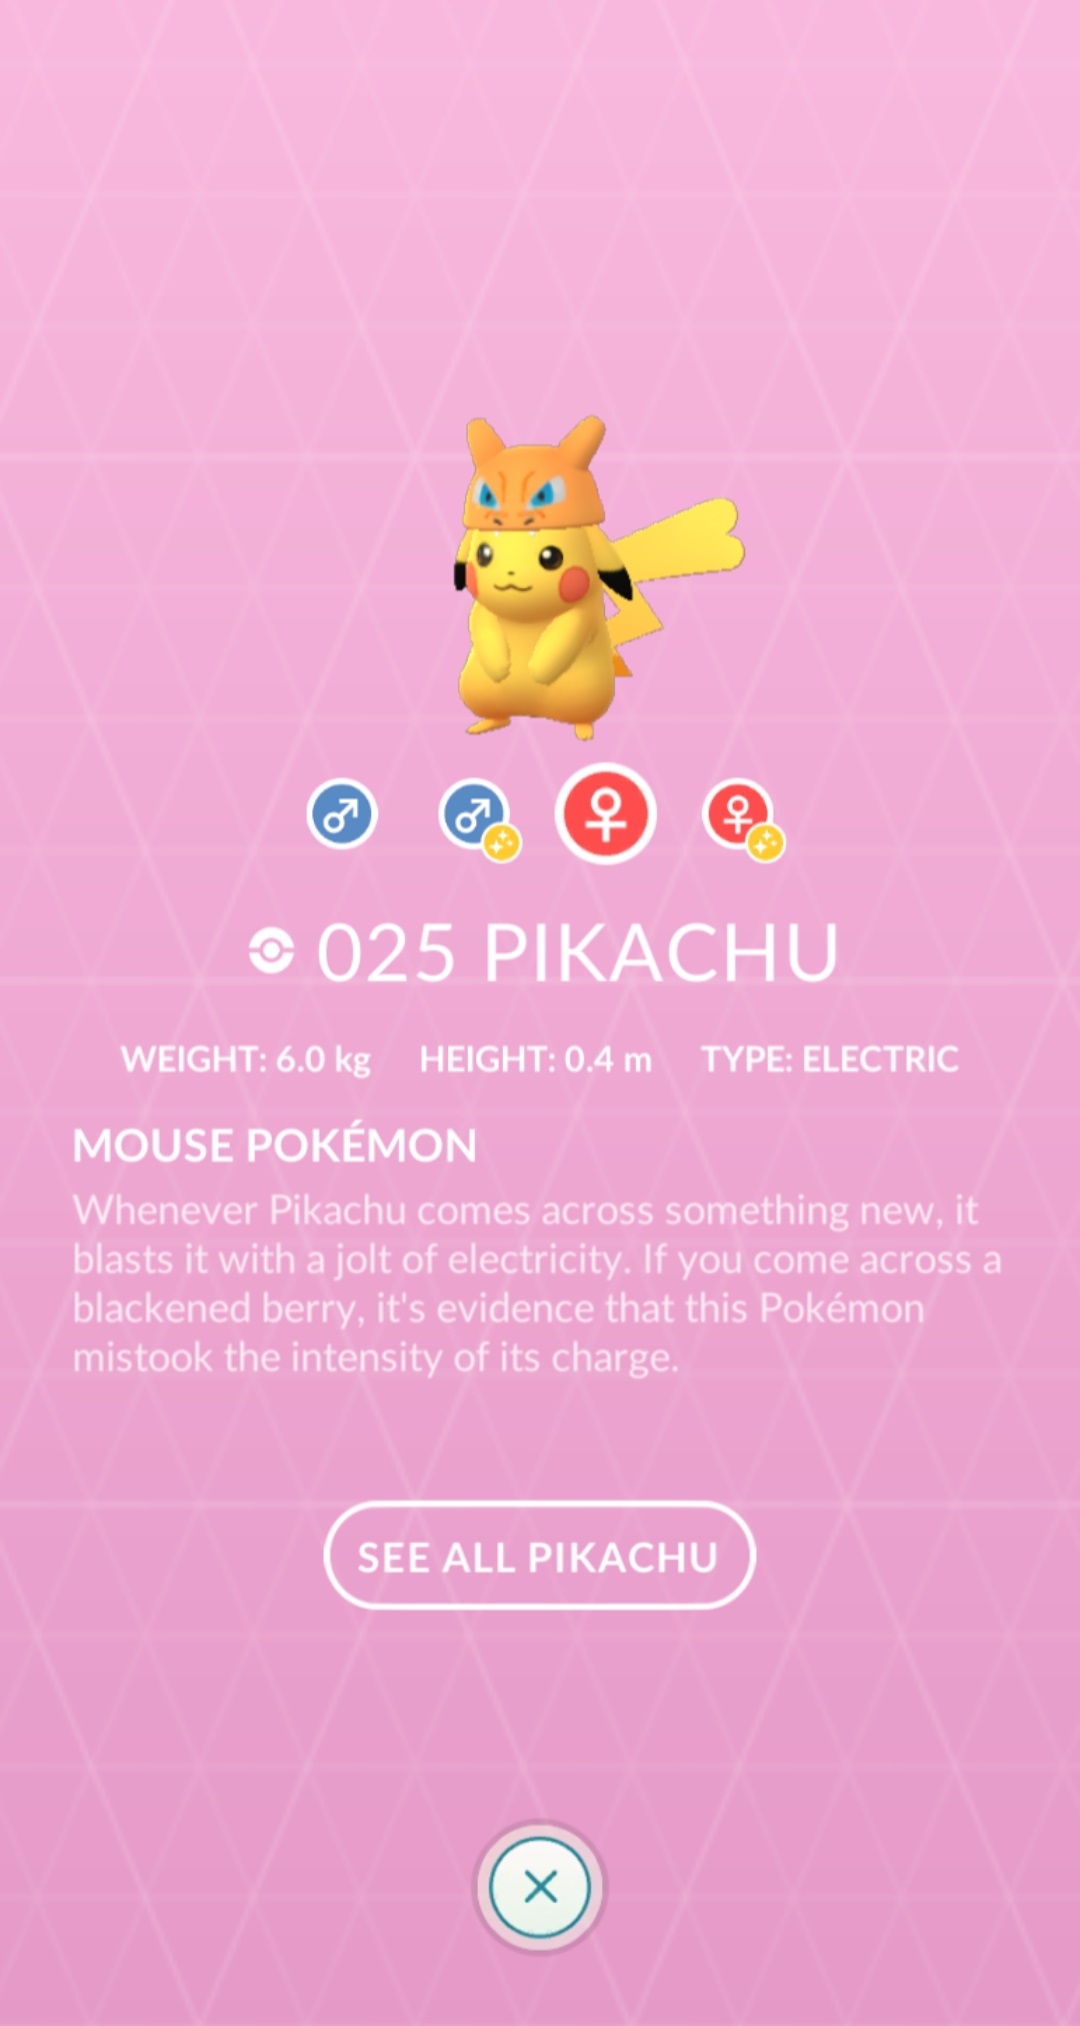 025 PIKACHU
WEIGHT: 6.0 kg HEIGHT: 0.4 m TYPE: ELECTRIC
MOUSE POKÉMON
Whenever Pikachu comes across something new, it
blasts it with a jolt of electricity. If you come across a
blackened berry, it's evidence that this Pokémon
mistook the intensity of its charge.
SEE ALL PIKACHU